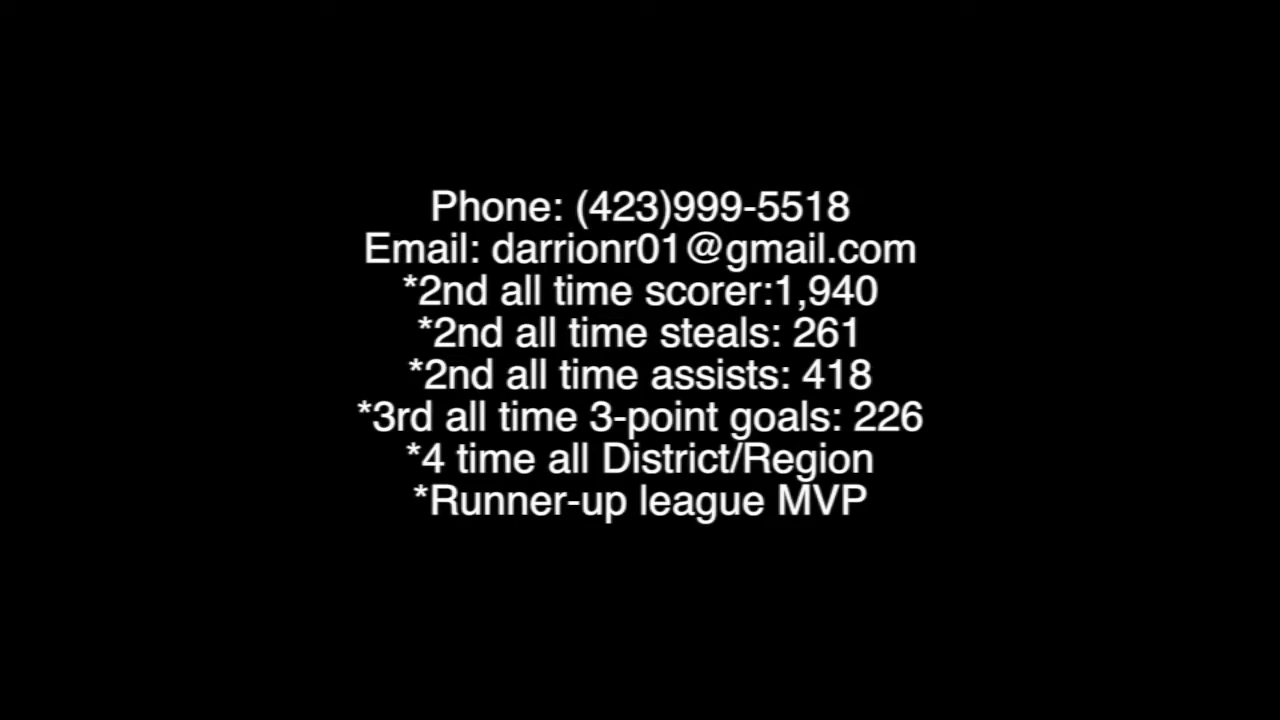 Phone: (423)999-5518
Email: darrionr01@gmail.com
*2nd all time scorer:1,940
*2nd all time steals: 261
*2nd all time assists: 418
*3rd all time 3-point goals: 226
*4 time all District/Region
*Runner-up league MVP